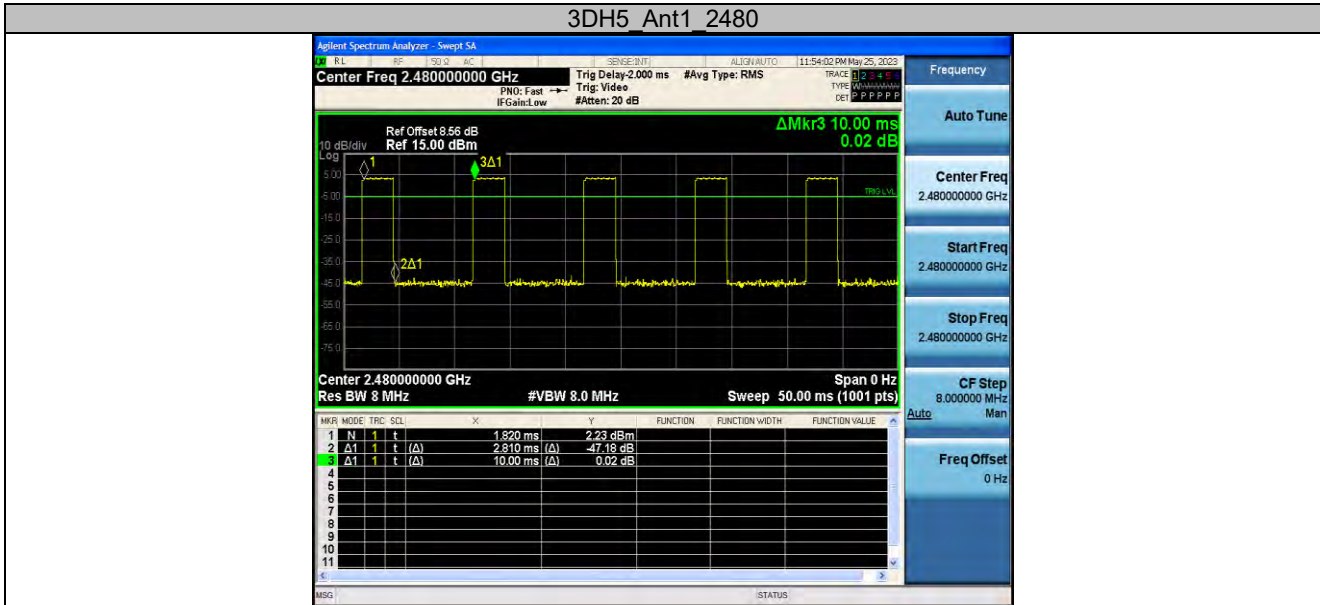 3DH5_Ant1_2480
Agilent Spectrum Analyzer - Swept SA
RL RF 50 Ω AC SENSE:INT ALIGN AUTO 11:54:02 PM May 25, 2023
Center Freq 2.480000000 GHz
PNO: Fast
IFGain:Low
Trig Delay-2.000 ms
Trig: Video
#Atten: 20 dB
#Avg Type: RMS
TRACE 1 2 3 4 5 6
TYPE
DET P P P P P P
ΔMkr3 10.00 ms
0.02 dB
Ref Offset 8.56 dB
10 dB/div Ref 15.00 dBm
Log
1
3Δ1
2Δ1
TRIG LVL
5.00
-5.00
-15.0
-25.0
-35.0
-45.0
-55.0
-65.0
-75.0
Center 2.480000000 GHz Span 0 Hz
Res BW 8 MHz #VBW 8.0 MHz Sweep 50.00 ms (1001 pts)
MKR MODE TRC SCL X Y FUNCTION FUNCTION WIDTH FUNCTION VALUE
1 N 1 t 1.820 ms 2.23 dBm
2 Δ1 1 t (Δ) 2.810 ms (Δ) -47.18 dB
3 Δ1 1 t (Δ) 10.00 ms (Δ) 0.02 dB
4
5
6
7
8
9
10
11
MSG STATUS
Frequency
Auto Tune
Center Freq
2.480000000 GHz
Start Freq
2.480000000 GHz
Stop Freq
2.480000000 GHz
CF Step
8.000000 MHz
Auto Man
Freq Offset
0 Hz